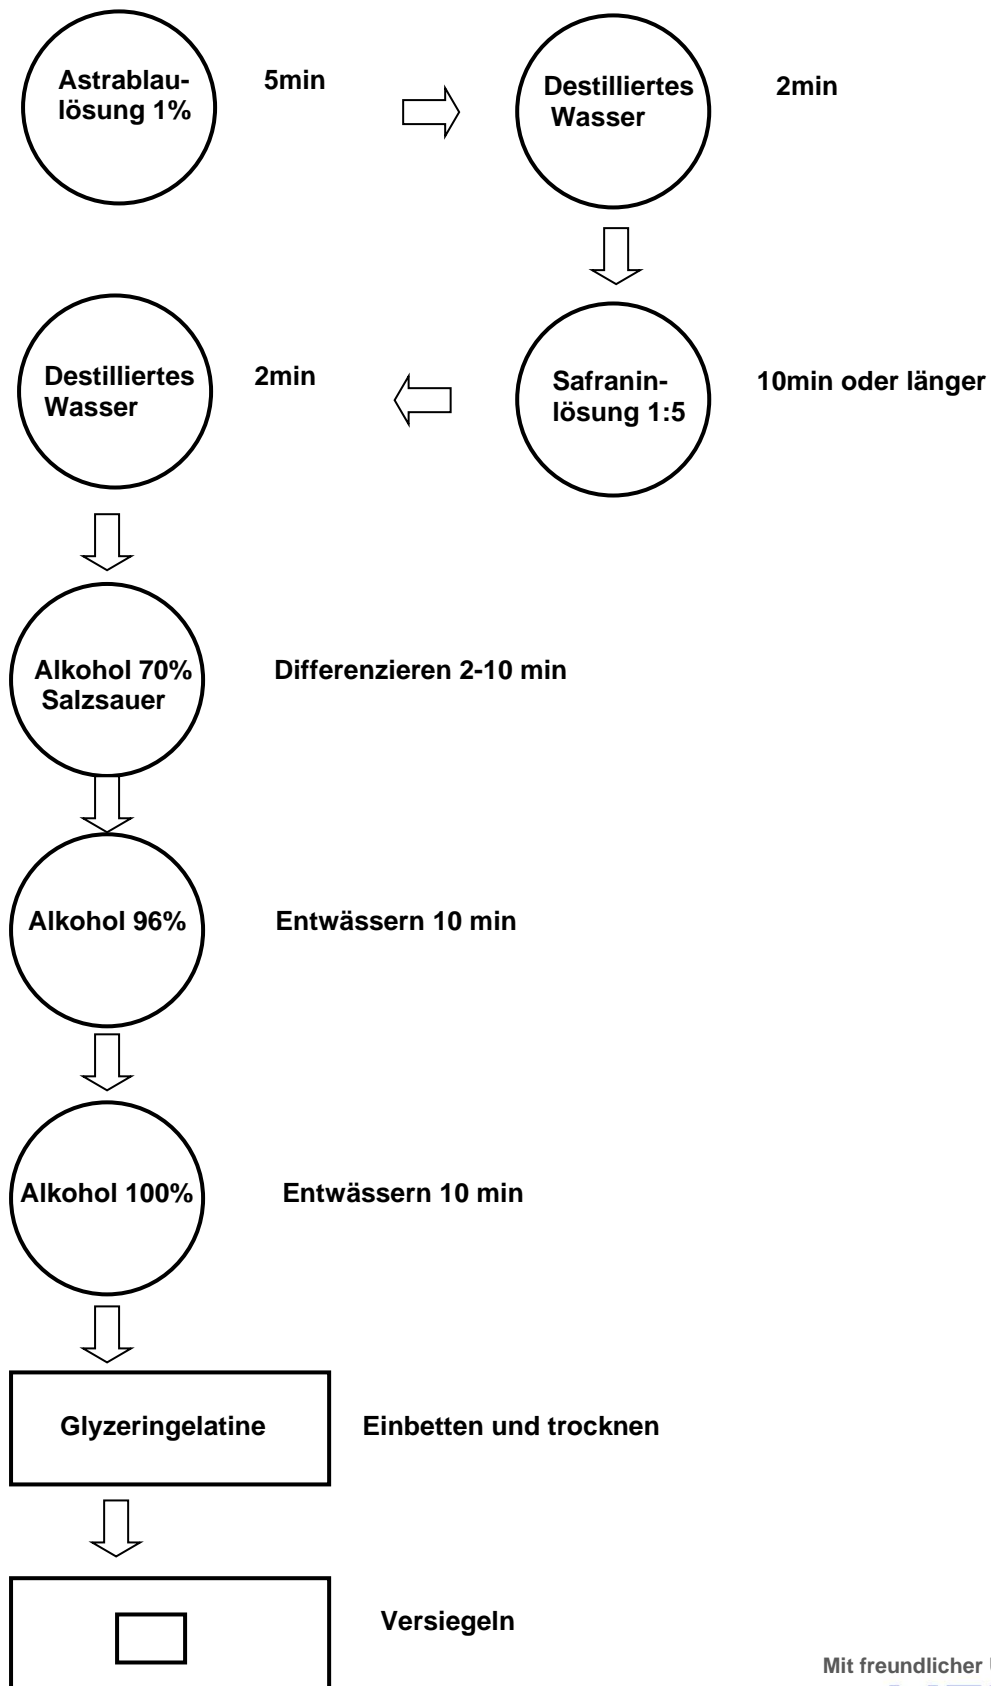 Astrablau-
lösung 1%
5min
Destilliertes
Wasser
2min
Safranin-
lösung 1:5
10min oder länger
Destilliertes
Wasser
2min
Alkohol 70%
Salzsauer
Differenzieren 2-10 min
Alkohol 96%
Entwässern 10 min
Alkohol 100%
Entwässern 10 min
Glyzeringelatine
Einbetten und trocknen
Versiegeln
Mit freundlicher